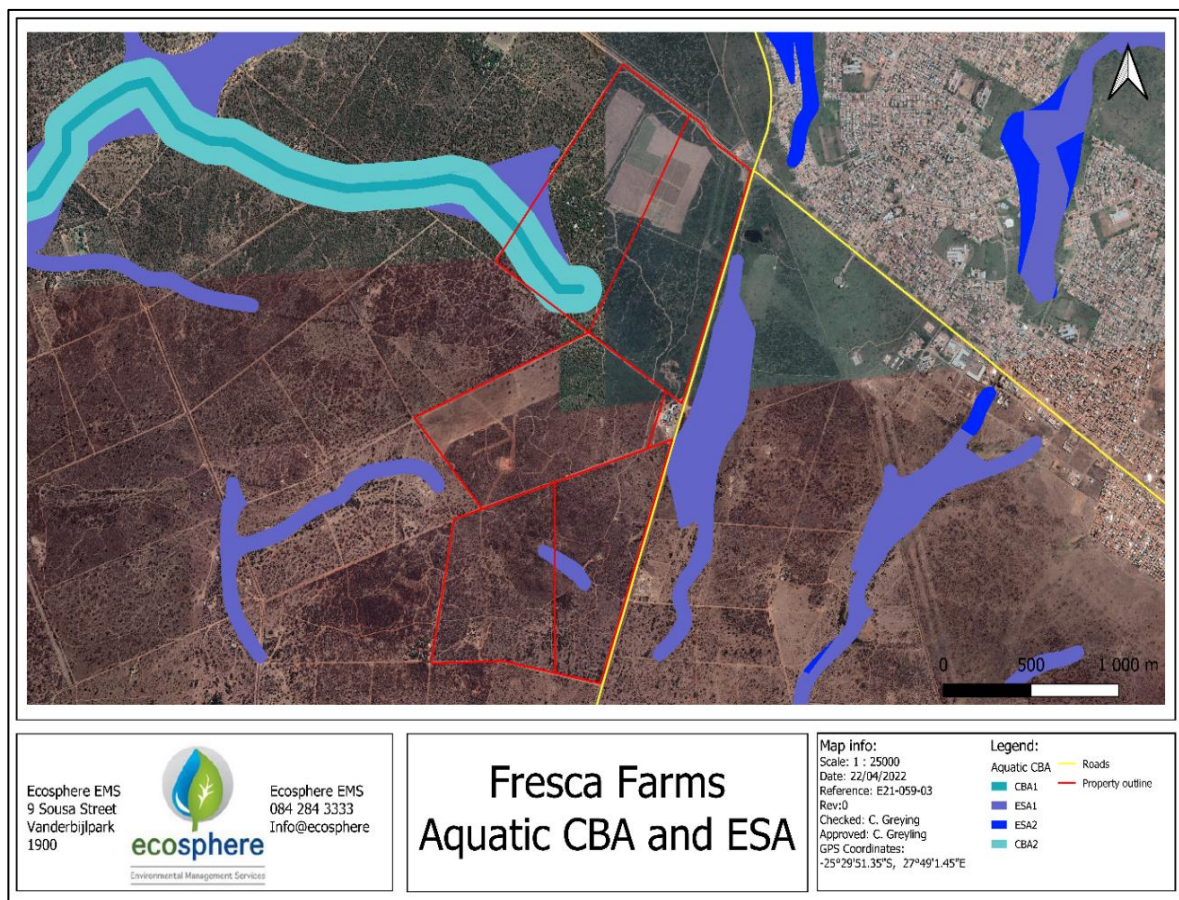 0 500 1 000 m
Ecosphere EMS
9 Sousa Street
Vanderbijlpark
1900
ecosphere
Environmental Management Services
Ecosphere EMS
084 284 3333
Info@ecosphere
Fresca Farms
Aquatic CBA and ESA
Map info:
Scale: 1 : 25000
Date: 22/04/2022
Reference: E21-059-03
Rev:0
Checked: C. Greying
Approved: C. Greyling
GPS Coordinates:
-25°29'51.35"S, 27°49'1.45"E
Legend:
Aquatic CBA
CBA1
ESA1
ESA2
CBA2
Roads
Property outline